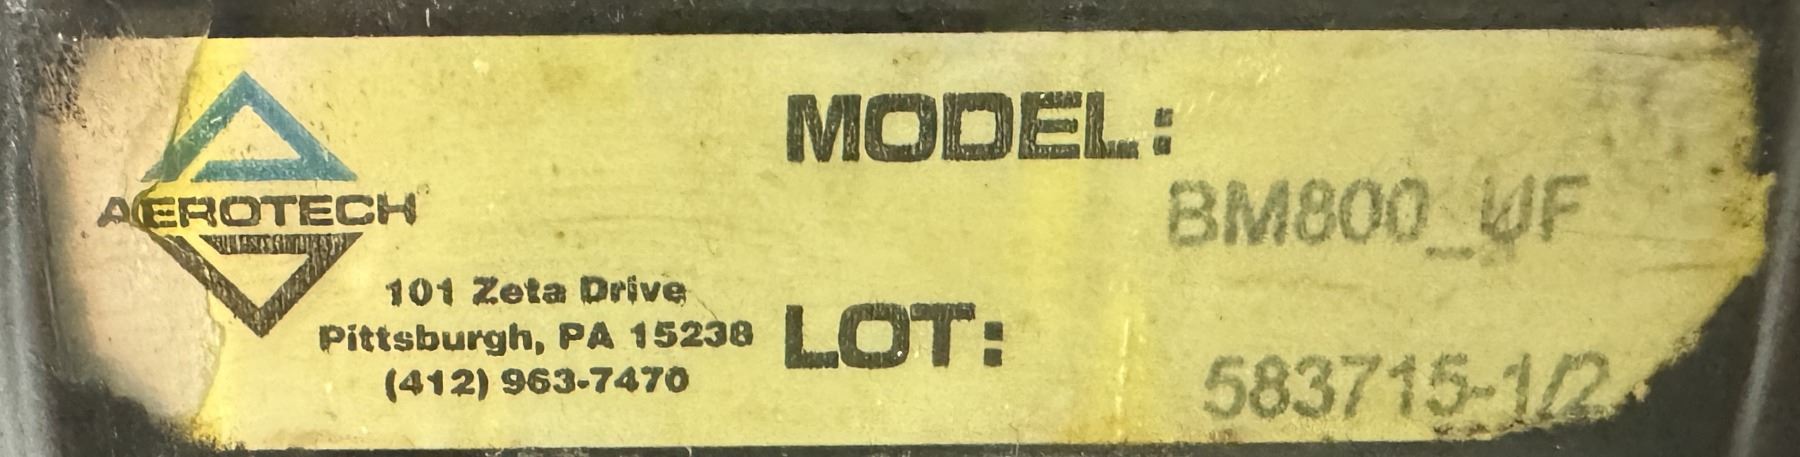 AEROTECH
101 Zeta Drive
Pittsburgh, PA 15238
(412) 963-7470
MODEL:
BM800_UF
LOT:
583715-1/2